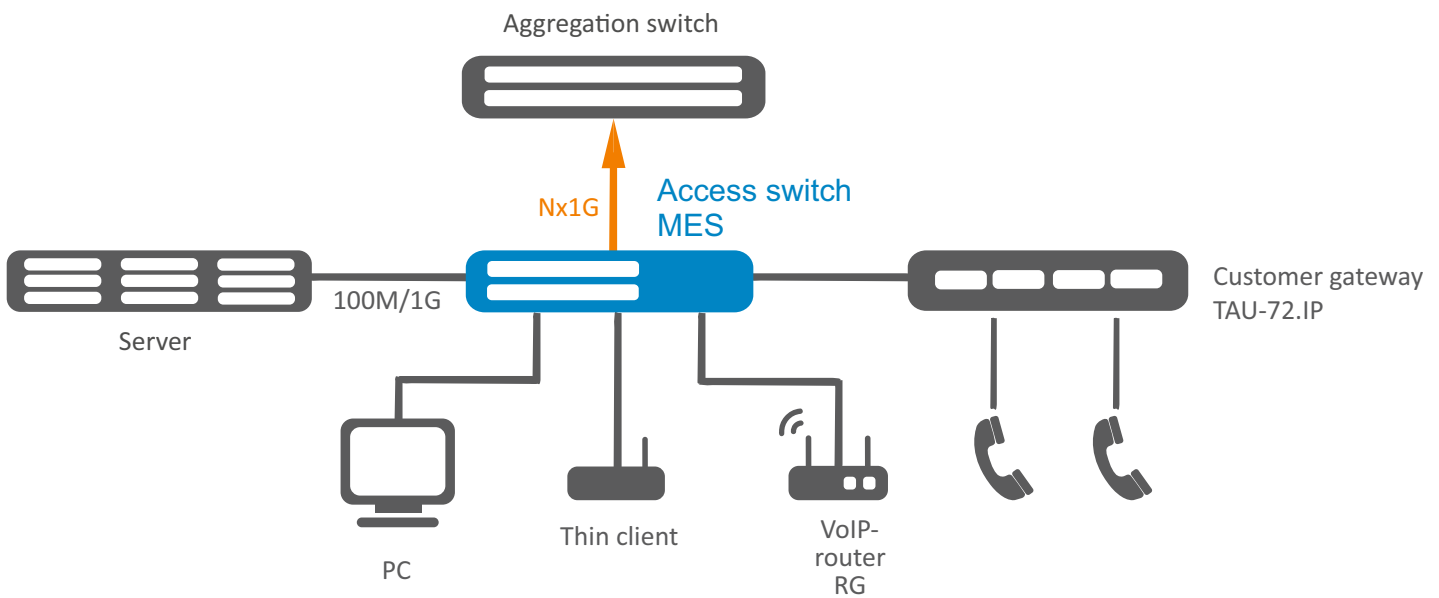 Aggregation switch
Nx1G
Access switch
MES
100M/1G
Server
Customer gateway
TAU-72.IP
PC
Thin client
VoIP-
router
RG